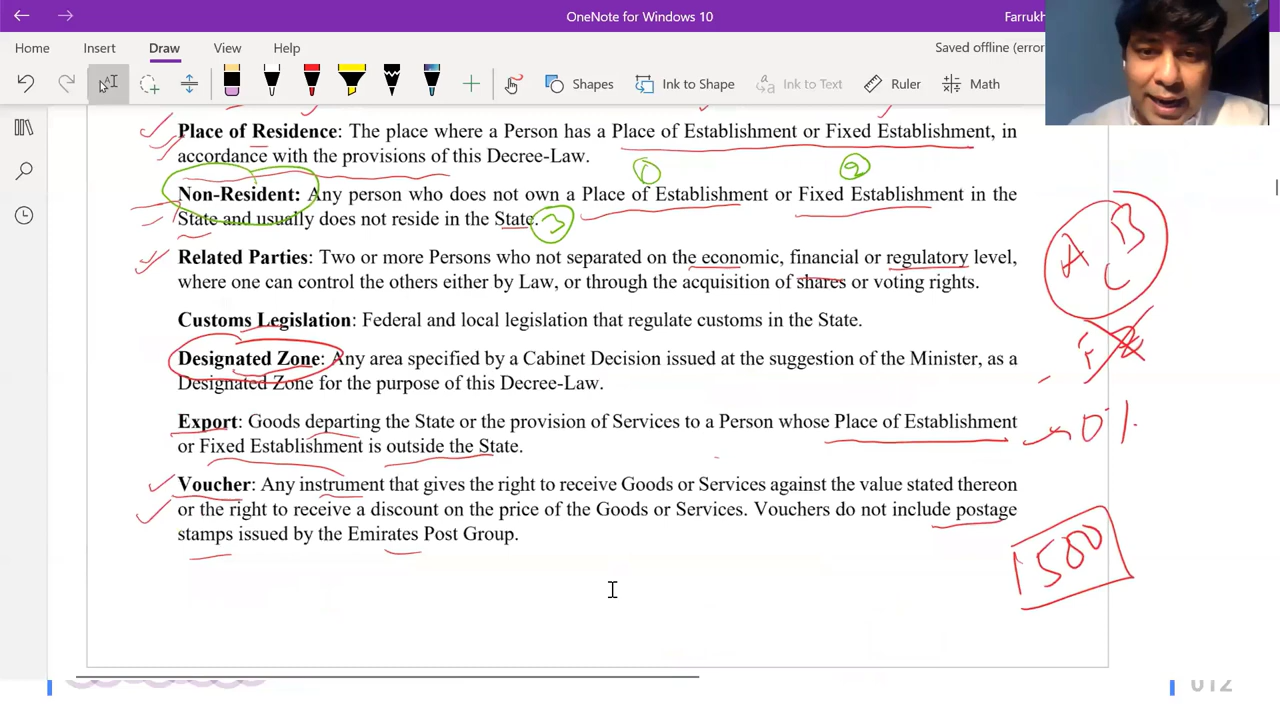 OneNote for Windows 10
Farrukh
Home Insert Draw View Help
Saved offline (error
Shapes Ink to Shape Ink to Text Ruler Math
Place of Residence: The place where a Person has a Place of Establishment or Fixed Establishment, in
accordance with the provisions of this Decree-Law.
1 2
Non-Resident: Any person who does not own a Place of Establishment or Fixed Establishment in the
State and usually does not reside in the State. 3
A B
C
Related Parties: Two or more Persons who not separated on the economic, financial or regulatory level,
where one can control the others either by Law, or through the acquisition of shares or voting rights.
Customs Legislation: Federal and local legislation that regulate customs in the State.
FZ
Designated Zone: Any area specified by a Cabinet Decision issued at the suggestion of the Minister, as a
Designated Zone for the purpose of this Decree-Law.
Export: Goods departing the State or the provision of Services to a Person whose Place of Establishment
or Fixed Establishment is outside the State.
0%
Voucher: Any instrument that gives the right to receive Goods or Services against the value stated thereon
or the right to receive a discount on the price of the Goods or Services. Vouchers do not include postage
stamps issued by the Emirates Post Group.
500
012